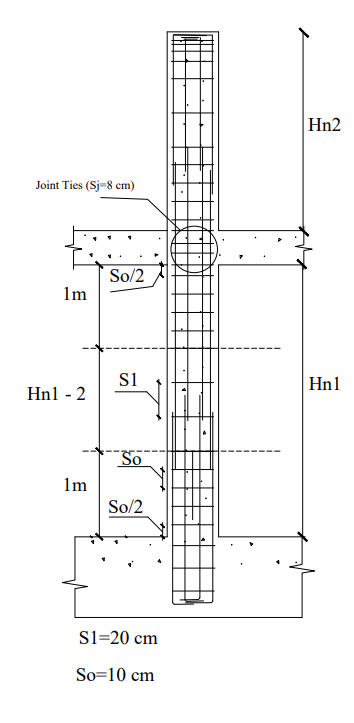 Hn2
Joint Ties (Sj=8 cm)
So/2
1m
S1
Hn1 - 2
Hn1
So
1m
So/2
S1=20 cm
So=10 cm